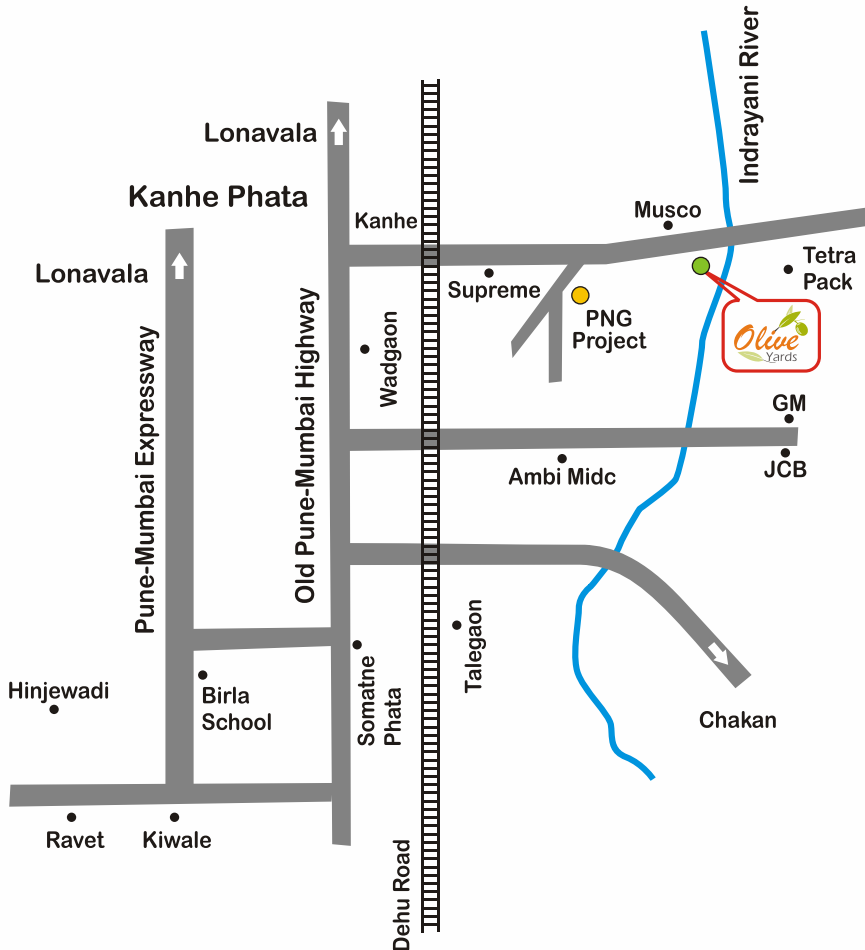 Indrayani River
Lonavala
Kanhe Phata
Kanhe
Musco
Lonavala
Supreme
Tetra
Pack
PNG
Project
Olive
Yards
Wadgaon
Old Pune-Mumbai Highway
Pune-Mumbai Expressway
GM
Ambi Midc
JCB
Talegaon
Hinjewadi
Birla
School
Somatne
Phata
Chakan
Ravet
Kiwale
Dehu Road